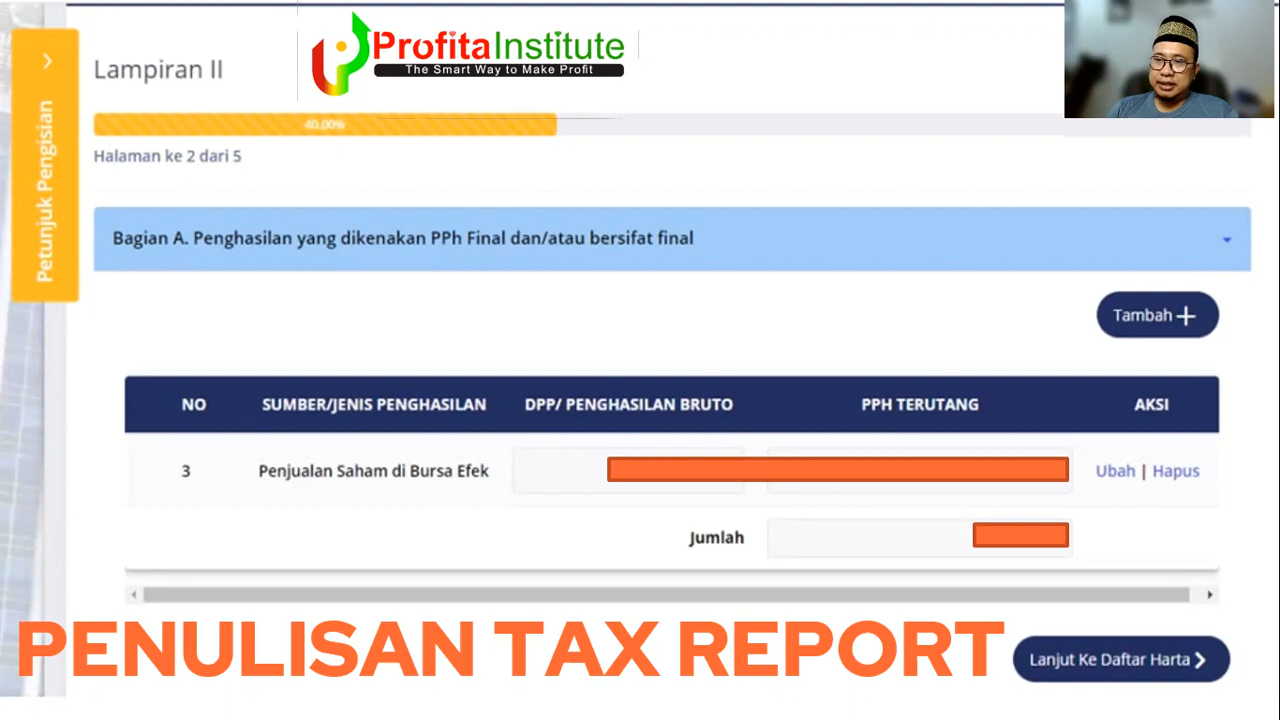 Petunjuk Pengisian
Lampiran II
Profita Institute
The Smart Way to Make Profit
40.00%
Halaman ke 2 dari 5
Bagian A. Penghasilan yang dikenakan PPh Final dan/atau bersifat final
Tambah +
NO SUMBER/JENIS PENGHASILAN DPP/ PENGHASILAN BRUTO PPH TERUTANG AKSI
3 Penjualan Saham di Bursa Efek Ubah | Hapus
Jumlah
PENULISAN TAX REPORT
Lanjut Ke Daftar Harta